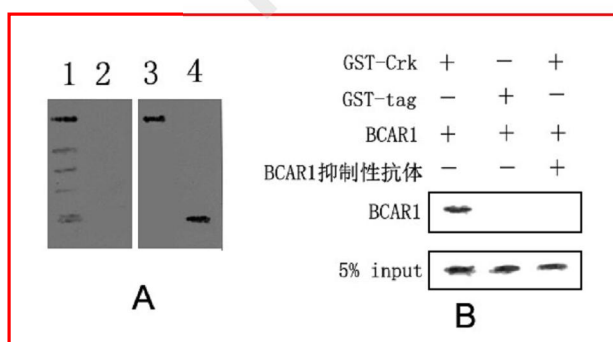 1 2 3 4
A
GST-Crk + − +
GST-tag − + −
BCAR1 + + +
BCAR1抑制性抗体 − − +
BCAR1
5% input
B